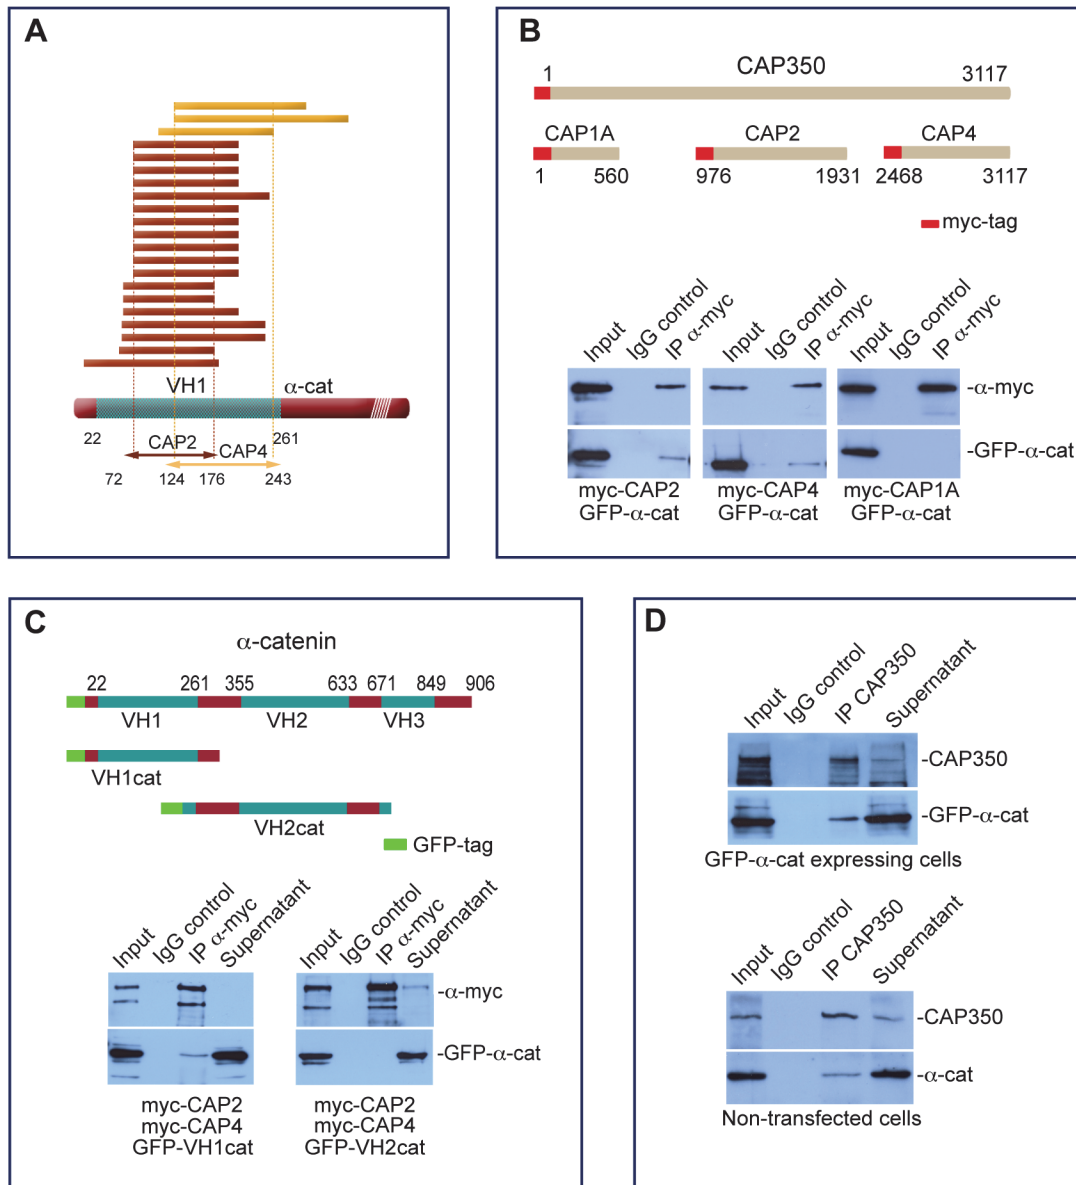 A
VH1
α-cat
22
CAP2
261
CAP4
72
124
176
243
B
CAP350
1
3117
CAP1A
CAP2
CAP4
1
560
976
1931
2468
3117
myc-tag
Input
IgG control
IP α-myc
Input
IgG control
IP α-myc
Input
IgG control
IP α-myc
-α-myc
-GFP-α-cat
myc-CAP2
GFP-α-cat
myc-CAP4
GFP-α-cat
myc-CAP1A
GFP-α-cat
C
α-catenin
22
261
355
633
671
849
906
VH1
VH2
VH3
VH1cat
VH2cat
GFP-tag
Input
IgG control
IP α-myc
Supernatant
Input
IgG control
IP α-myc
Supernatant
-α-myc
-GFP-α-cat
myc-CAP2
myc-CAP4
GFP-VH1cat
myc-CAP2
myc-CAP4
GFP-VH2cat
D
Input
IgG control
IP CAP350
Supernatant
-CAP350
-GFP-α-cat
GFP-α-cat expressing cells
Input
IgG control
IP CAP350
Supernatant
-CAP350
-α-cat
Non-transfected cells